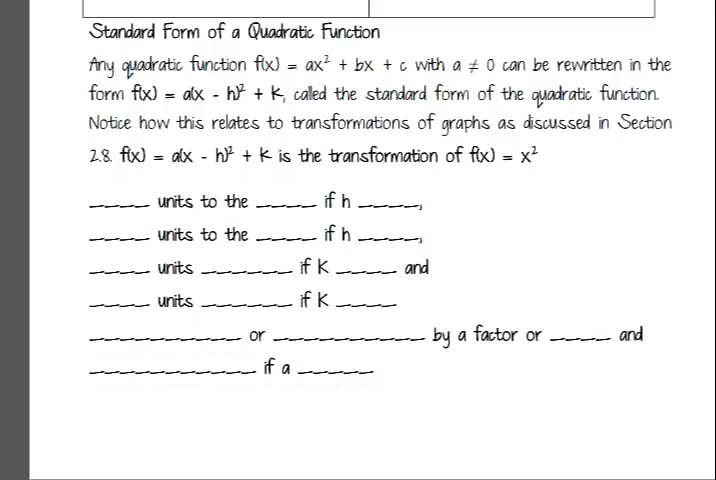 Standard Form of a Quadratic Function
Any quadratic function f(x) = ax² + bx + c with a ≠ 0 can be rewritten in the
form f(x) = a(x - h)² + k, called the standard form of the quadratic function.
Notice how this relates to transformations of graphs as discussed in Section
2.8. f(x) = a(x - h)² + k is the transformation of f(x) = x²
_____ units to the _____ if h _____,
_____ units to the _____ if h _____,
_____ units _______ if k _____ and
_____ units _______ if k _____
____________ or ____________ by a factor or _____ and
_____________ if a ______